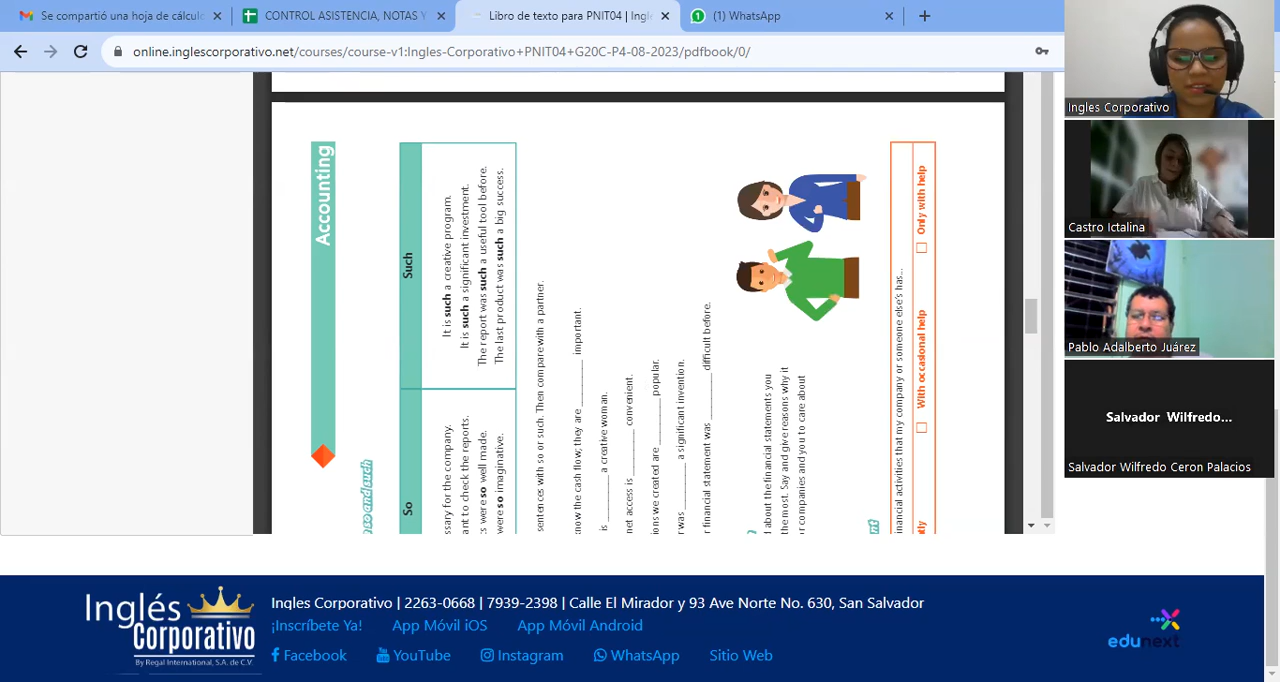 Se compartió una hoja de cálcul
CONTROL ASISTENCIA, NOTAS Y
Libro de texto para PNIT04 | Ingl
(1) WhatsApp
online.inglescorporativo.net/courses/course-v1:Ingles-Corporativo+PNIT04+G20C-P4-08-2023/pdfbook/0/
Accounting
so and such
So
Such
ssary for the company.
ant to check the reports.
s were so well made.
were so imaginative.
It is such a creative program.
It is such a significant investment.
The report was such a useful tool before.
The last product was such a big success.
sentences with so or such. Then compare with a partner.
now the cash flow; they are ________ important.
is ________ a creative woman.
net access is ________ convenient.
ons we created are ________ popular.
r was ________ a significant invention.
r financial statement was ________ difficult before.
d about the financial statements you
the most. Say and give reasons why it
or companies and you to care about
nt
inancial activities that my company or someone else's has...
tly
With occasional help
Only with help
Ingles Corporativo
Castro Ictalina
Pablo Adalberto Juárez
Salvador Wilfredo...
Salvador Wilfredo Ceron Palacios
Inglés
Corporativo
By Regal International, S.A. de C.V.
Ingles Corporativo | 2263-0668 | 7939-2398 | Calle El Mirador y 93 Ave Norte No. 630, San Salvador
¡Inscríbete Ya!
App Móvil iOS
App Móvil Android
Facebook
YouTube
Instagram
WhatsApp
Sitio Web
edunext